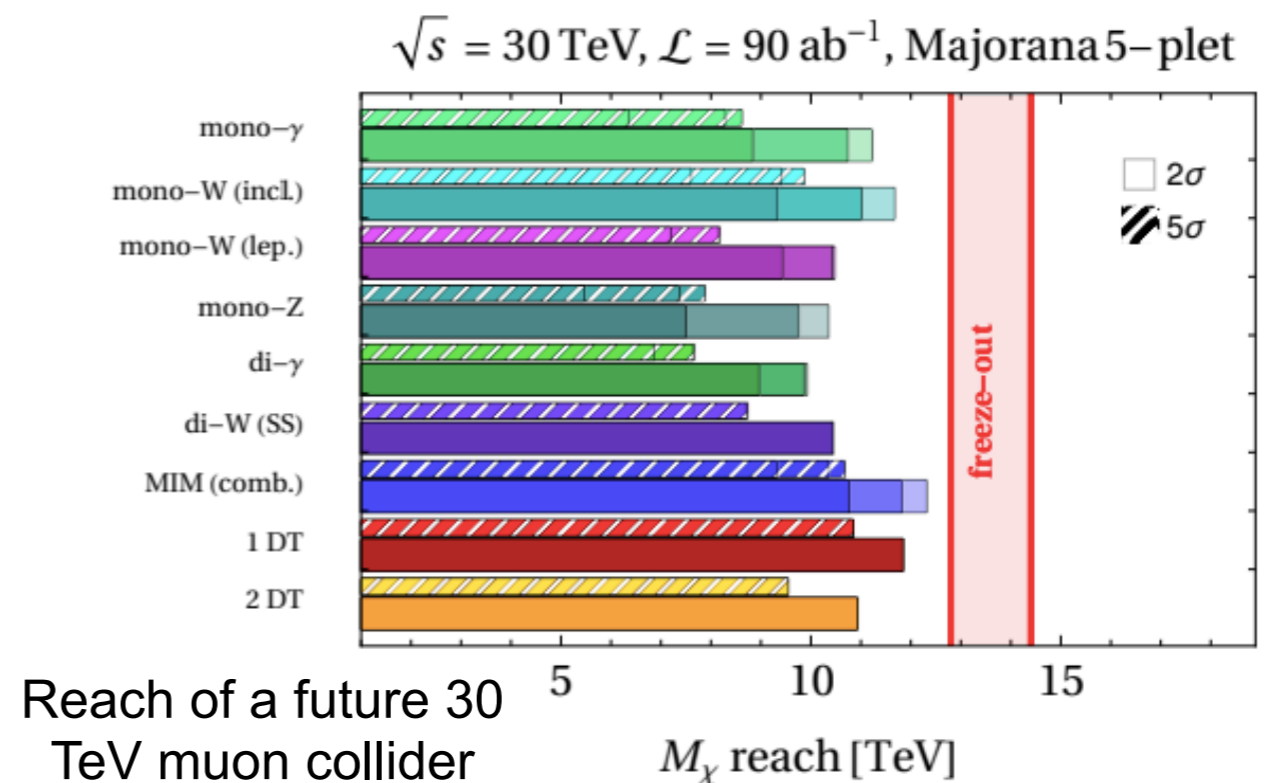 √s = 30 TeV, ℒ = 90 ab⁻¹, Majorana 5–plet
mono–γ
mono–W (incl.)
mono–W (lep.)
mono–Z
di–γ
di–W (SS)
MIM (comb.)
1 DT
2 DT
2σ
5σ
freeze–out
5 10 15
Mχ reach [TeV]
Reach of a future 30
TeV muon collider